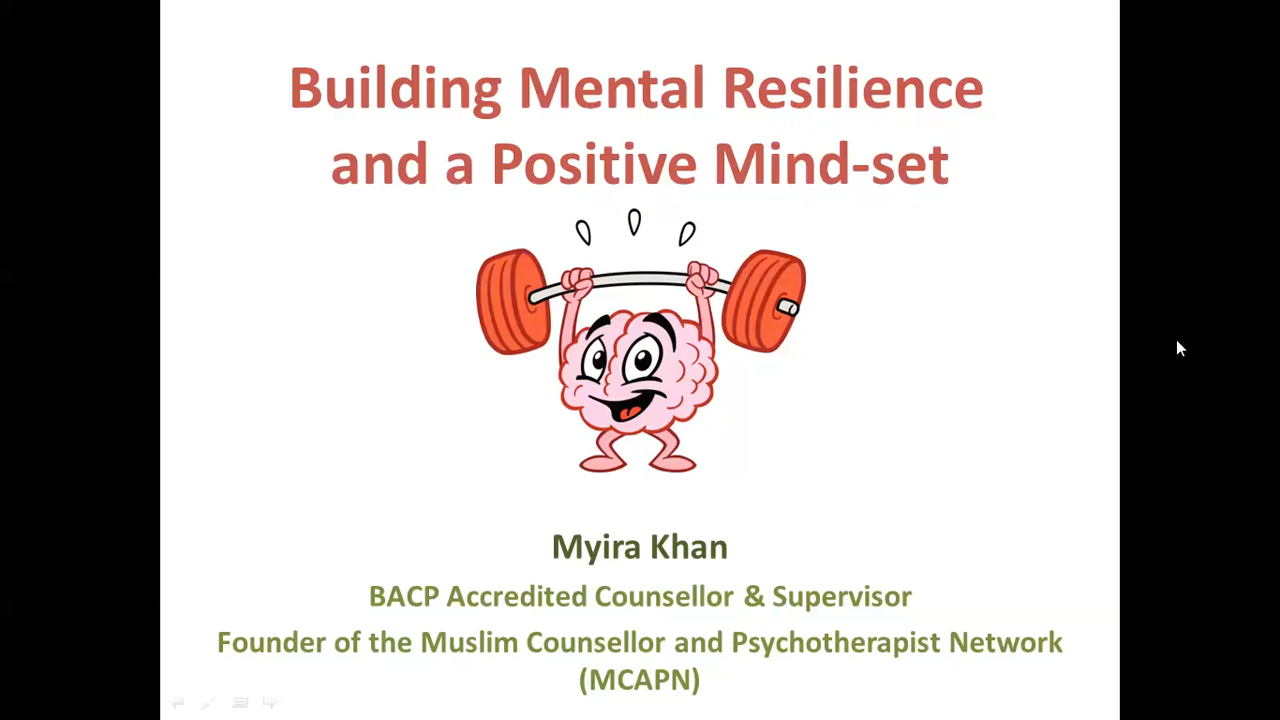 Building Mental Resilience
and a Positive Mind-set
Myira Khan
BACP Accredited Counsellor & Supervisor
Founder of the Muslim Counsellor and Psychotherapist Network
(MCAPN)